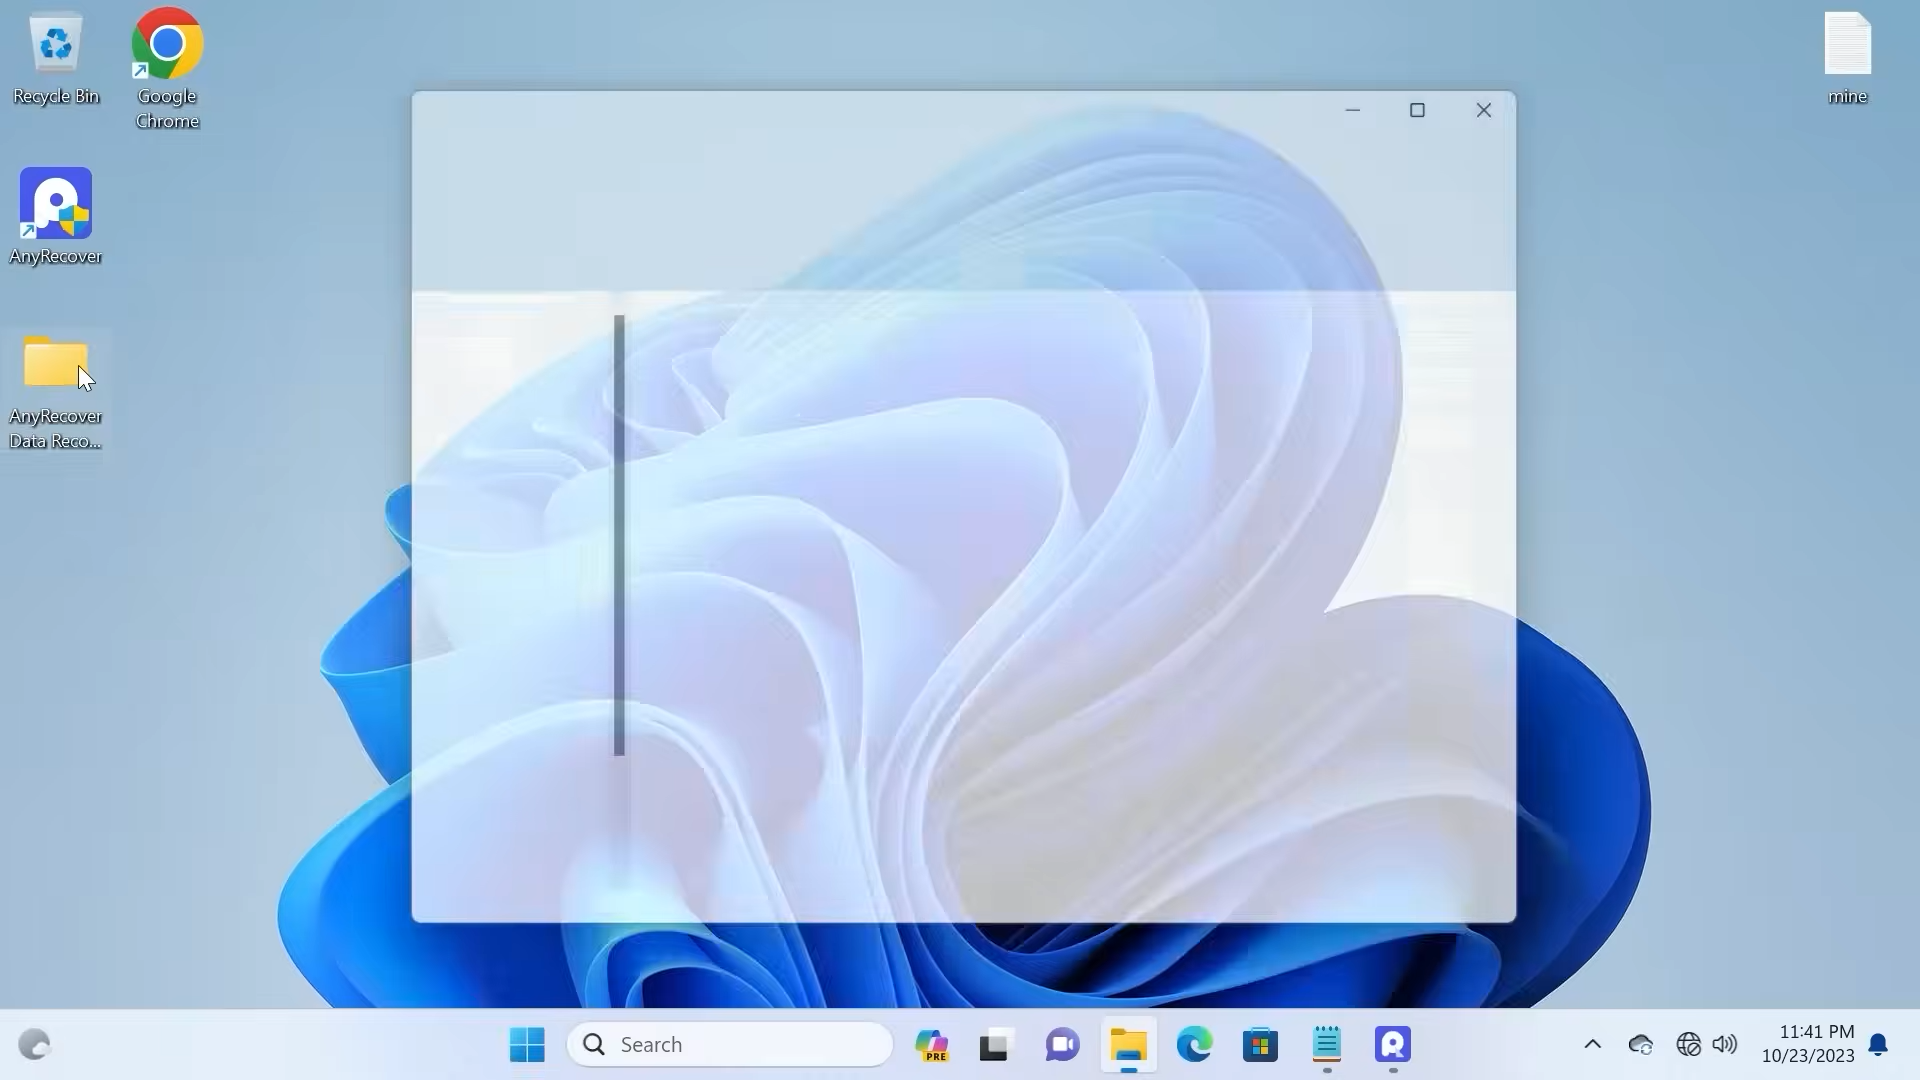 Recycle Bin
Google
Chrome
mine
AnyRecover
AnyRecover
Data Reco...
Search
PRE
11:41 PM
10/23/2023